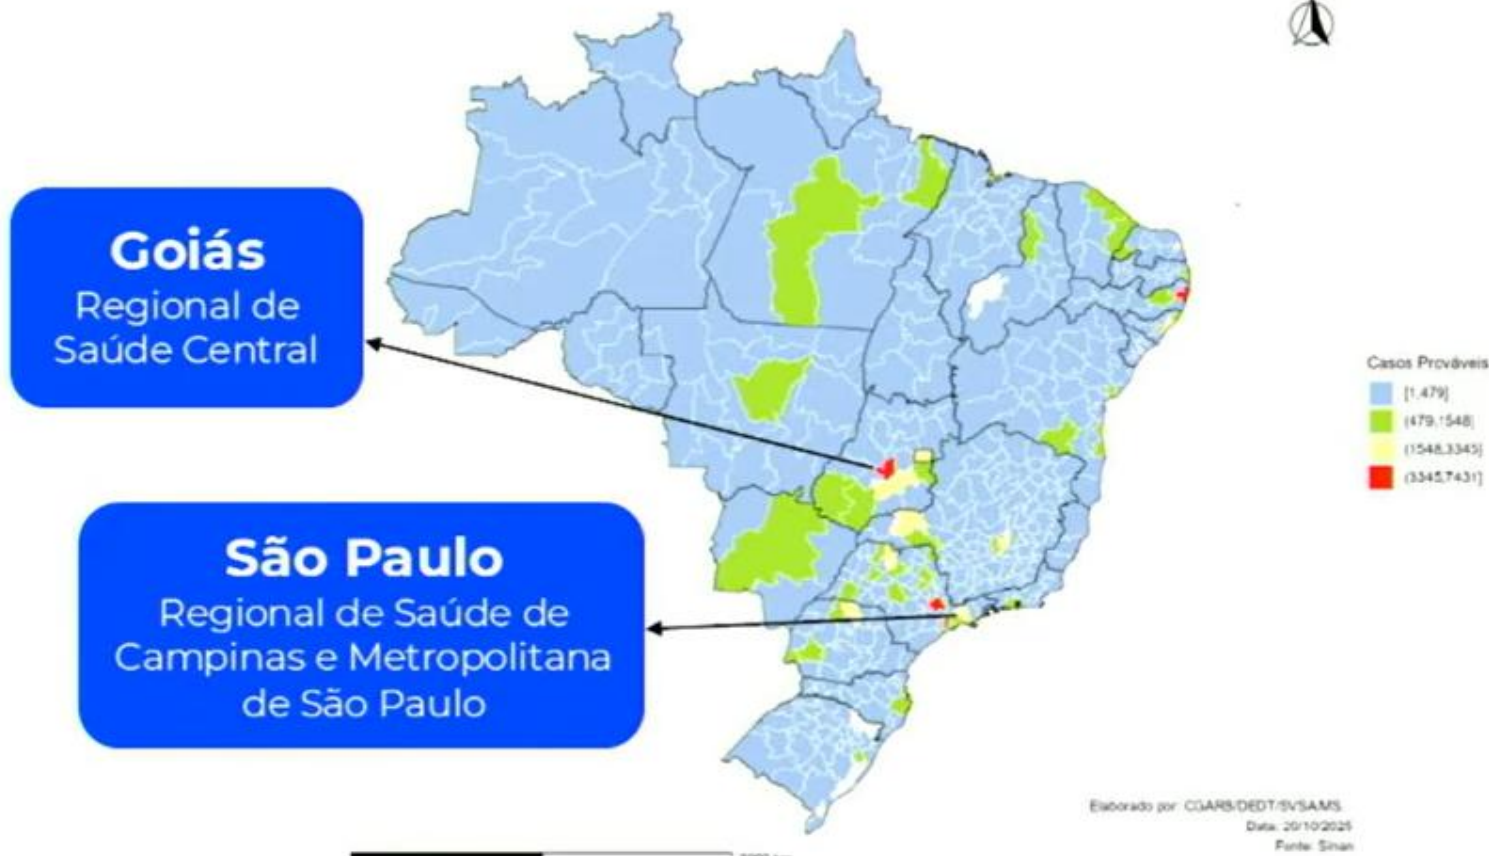 Goiás
Regional de
Saúde Central
São Paulo
Regional de Saúde de
Campinas e Metropolitana
de São Paulo
Casos Prováveis
[1,479]
(479,1548]
(1548,3345]
(3345,7431]
Elaborado por: CGARB/DEDT/SVSA/MS.
Data: 20/10/2025
Fonte: Sinan